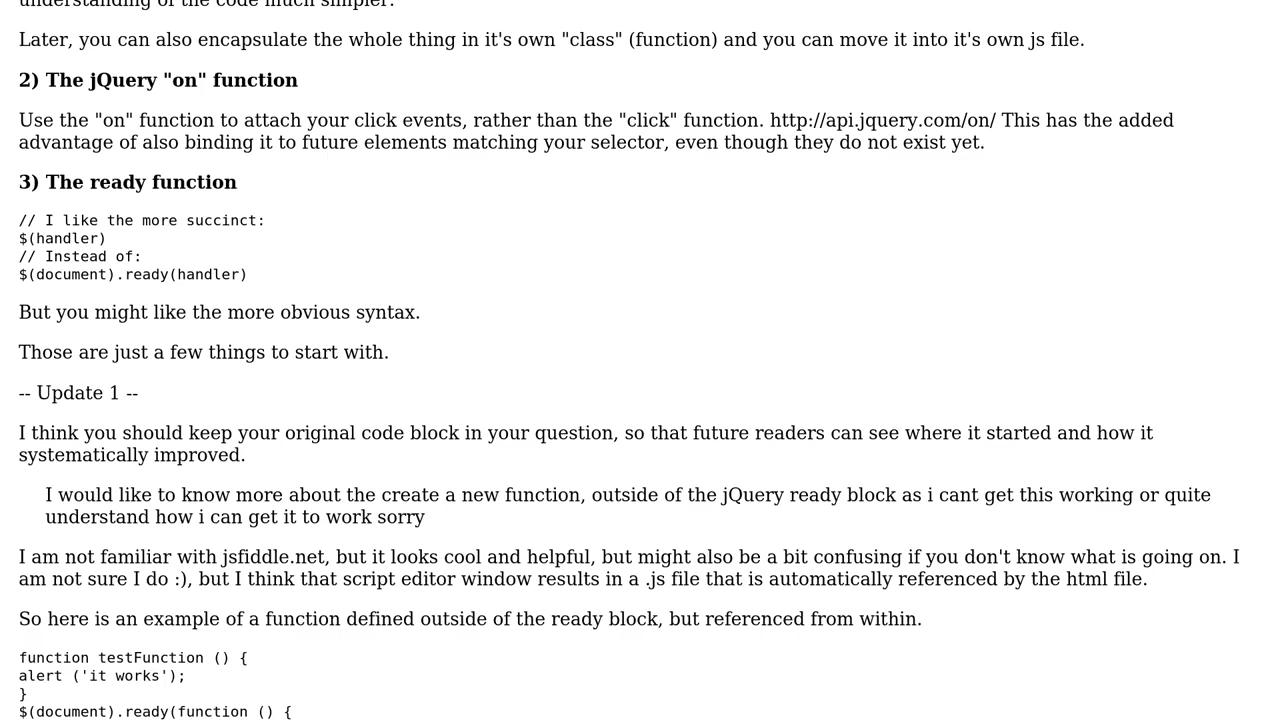 understanding of the code much simpler.
Later, you can also encapsulate the whole thing in it's own "class" (function) and you can move it into it's own js file.
2) The jQuery "on" function
Use the "on" function to attach your click events, rather than the "click" function. http://api.jquery.com/on/ This has the added
advantage of also binding it to future elements matching your selector, even though they do not exist yet.
3) The ready function
// I like the more succinct:
$(handler)
// Instead of:
$(document).ready(handler)
But you might like the more obvious syntax.
Those are just a few things to start with.
-- Update 1 --
I think you should keep your original code block in your question, so that future readers can see where it started and how it
systematically improved.
I would like to know more about the create a new function, outside of the jQuery ready block as i cant get this working or quite
understand how i can get it to work sorry
I am not familiar with jsfiddle.net, but it looks cool and helpful, but might also be a bit confusing if you don't know what is going on. I
am not sure I do :), but I think that script editor window results in a .js file that is automatically referenced by the html file.
So here is an example of a function defined outside of the ready block, but referenced from within.
function testFunction () {
alert ('it works');
}
$(document).ready(function () {